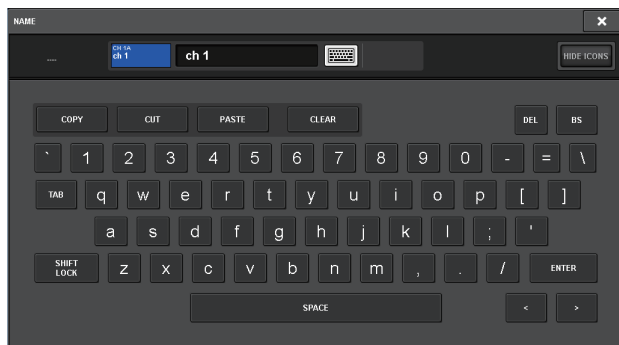 NAME ×
---- CH 1A ch 1 HIDE ICONS
ch 1
COPY CUT PASTE CLEAR DEL BS
` 1 2 3 4 5 6 7 8 9 0 - = \
TAB q w e r t y u i o p [ ]
a s d f g h j k l ; '
SHIFT LOCK z x c v b n m , . / ENTER
SPACE < >